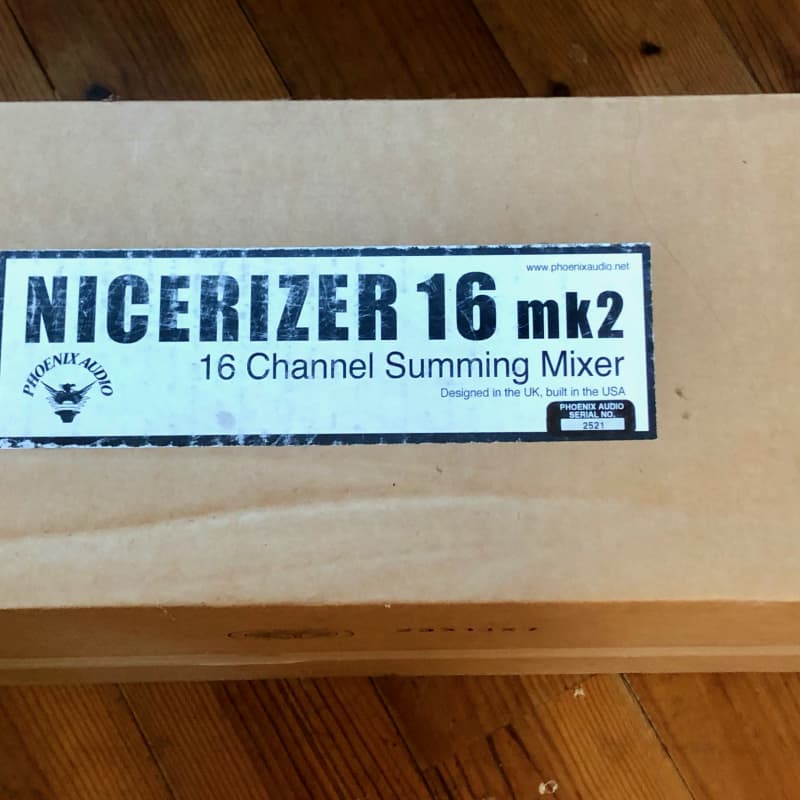 www.phoenixaudio.net
NICERIZER 16 mk2
16 Channel Summing Mixer
PHOENIX AUDIO
Designed in the UK, built in the USA
PHOENIX AUDIO
SERIAL NO.
2521